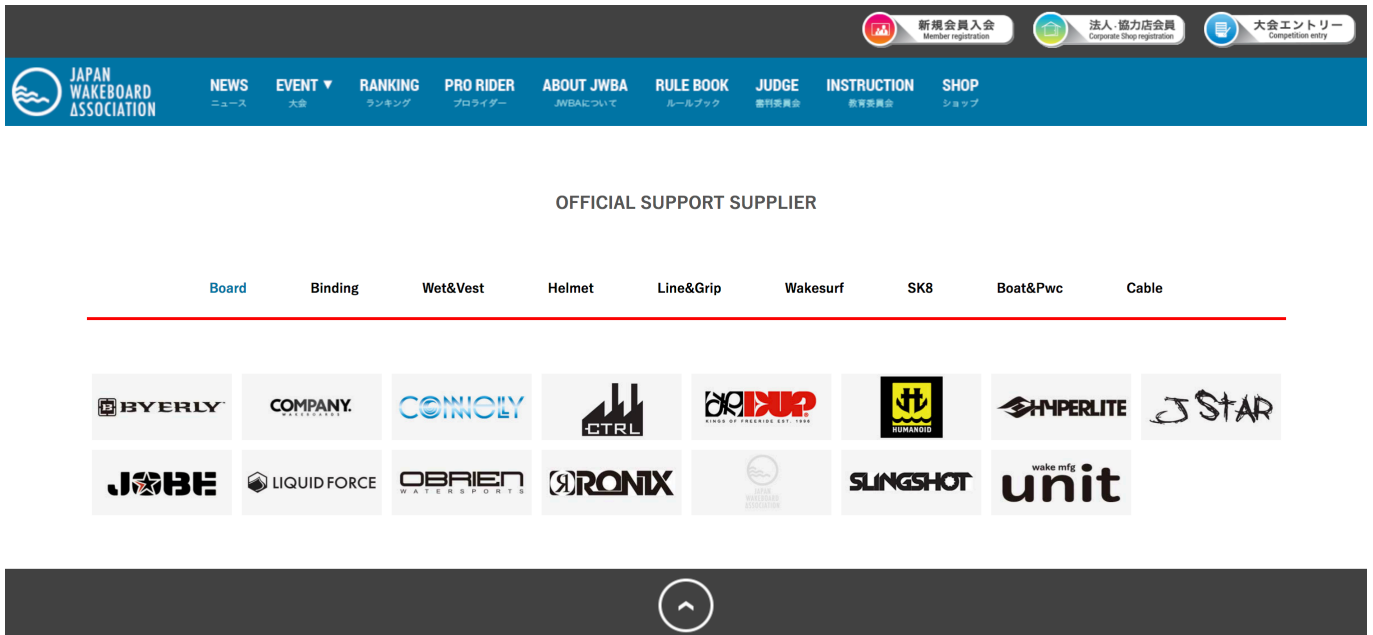 新規会員入会
Member registration
法人・協力店会員
Corporate Shop registration
大会エントリー
Competition entry
JAPAN
WAKEBOARD
ASSOCIATION
NEWS
ニュース
EVENT ▼
大会
RANKING
ランキング
PRO RIDER
プロライダー
ABOUT JWBA
JWBAについて
RULE BOOK
ルールブック
JUDGE
審判委員会
INSTRUCTION
教育委員会
SHOP
ショップ
OFFICIAL SUPPORT SUPPLIER
Board
Binding
Wet&Vest
Helmet
Line&Grip
Wakesurf
SK8
Boat&Pwc
Cable
B BYERLY
COMPANY.
WAKEBOARDS
CONNOLLY
CTRL
DUP
KINGS OF FREERIDE EST. 1996
HUMANOID
HYPERLITE
J STAR
JOBE
LIQUID FORCE
OBRIEN
WATERSPORTS
RONIX
JAPAN
WAKEBOARD
ASSOCIATION
SLINGSHOT
wake mfg
unit